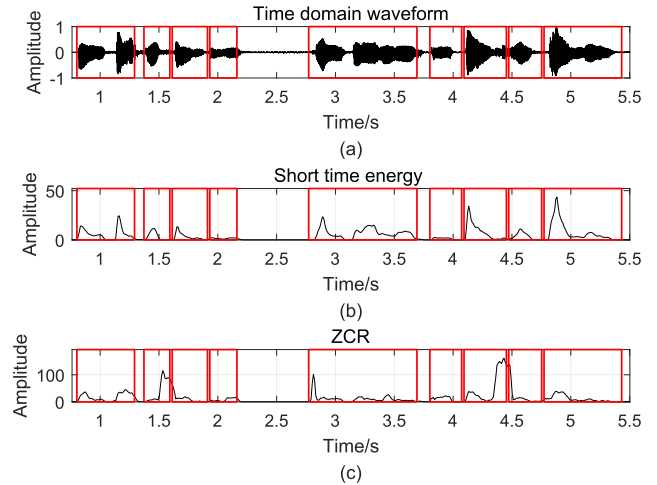 Time domain waveform
Amplitude
1
0
-1
1 1.5 2 2.5 3 3.5 4 4.5 5 5.5
Time/s
(a)
Short time energy
Amplitude
50
0
1 1.5 2 2.5 3 3.5 4 4.5 5 5.5
Time/s
(b)
ZCR
Amplitude
100
0
1 1.5 2 2.5 3 3.5 4 4.5 5 5.5
Time/s
(c)